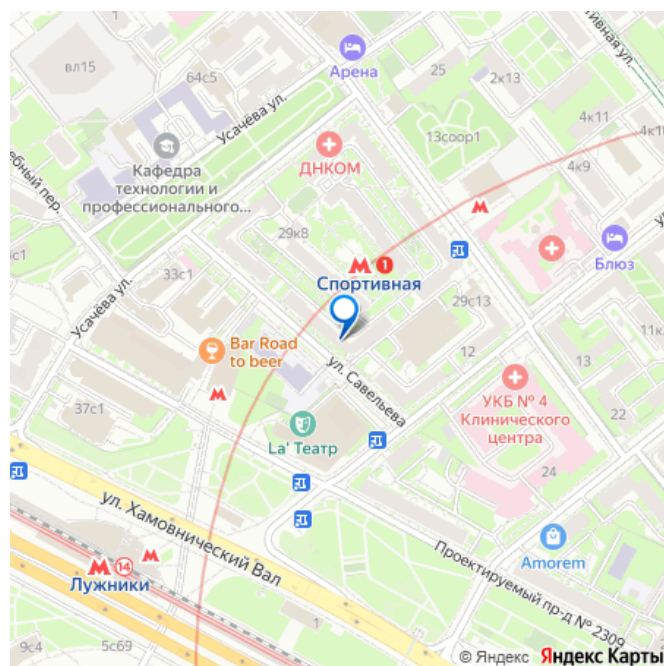 вл15
64с5
Арена
25
2к13
Усачёва ул.
4к11
13соор1
ДНКОМ
4к9
Кафедра
технологии и
профессионального...
29к8
М
Блюз
М 1
Спортивная
33с1
29с13
Усачёва ул.
Bar Road
to beer
12
13
11
ул. Савельева
УКБ № 4
Клинического
центра
М
37с1
22
La' Театр
24
ул. Хамовнический Вал
Amorem
М 14
М
Лужники
Проектируемый пр-д № 2309
1
9с4
5с69
© Яндекс Яндекс Карты